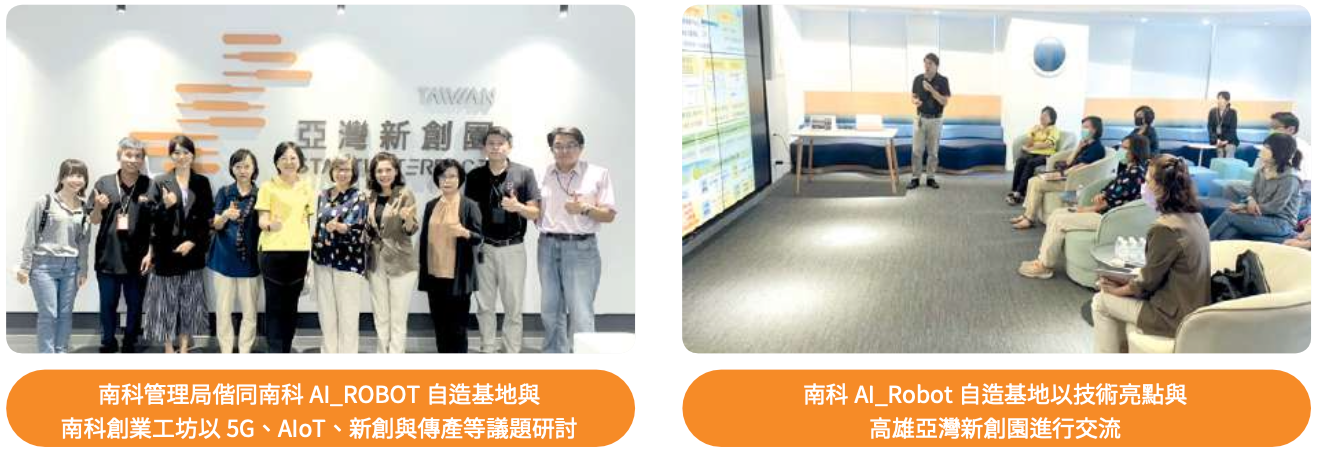 TAIWAN
亞灣新創園
南科管理局偕同南科 AI_ROBOT 自造基地與
南科創業工坊以 5G、AIoT、新創與傳產等議題研討
南科 AI_Robot 自造基地以技術亮點與
高雄亞灣新創園進行交流